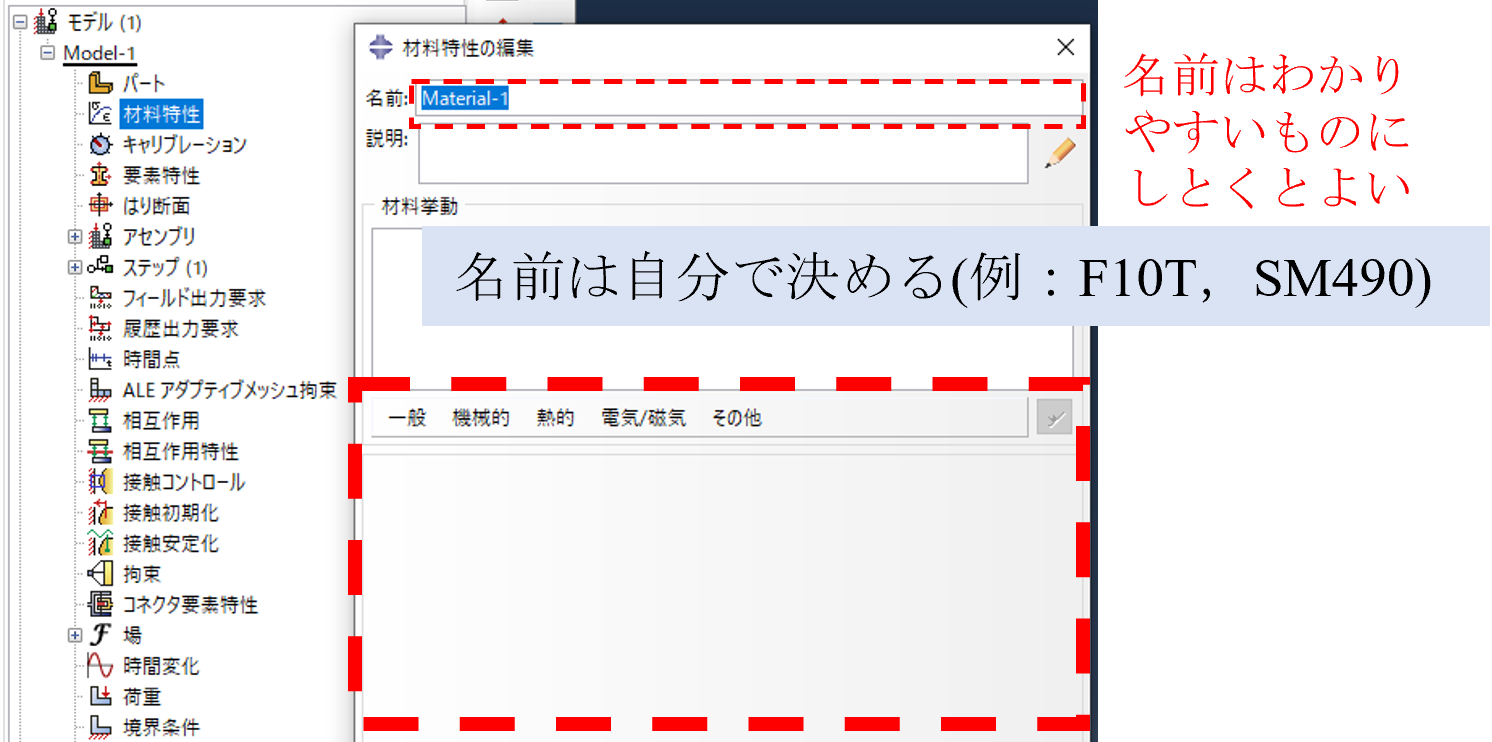 モデル (1)
Model-1
パート
材料特性
キャリブレーション
要素特性
はり断面
アセンブリ
ステップ (1)
フィールド出力要求
履歴出力要求
時間点
ALE アダプティブメッシュ拘束
相互作用
相互作用特性
接触コントロール
接触初期化
接触安定化
拘束
コネクタ要素特性
場
時間変化
荷重
境界条件
材料特性の編集
名前: Material-1
説明:
材料挙動
名前は自分で決める(例：F10T， SM490)
一般 機械的 熱的 電気/磁気 その他
名前はわかり
やすいものに
しとくとよい